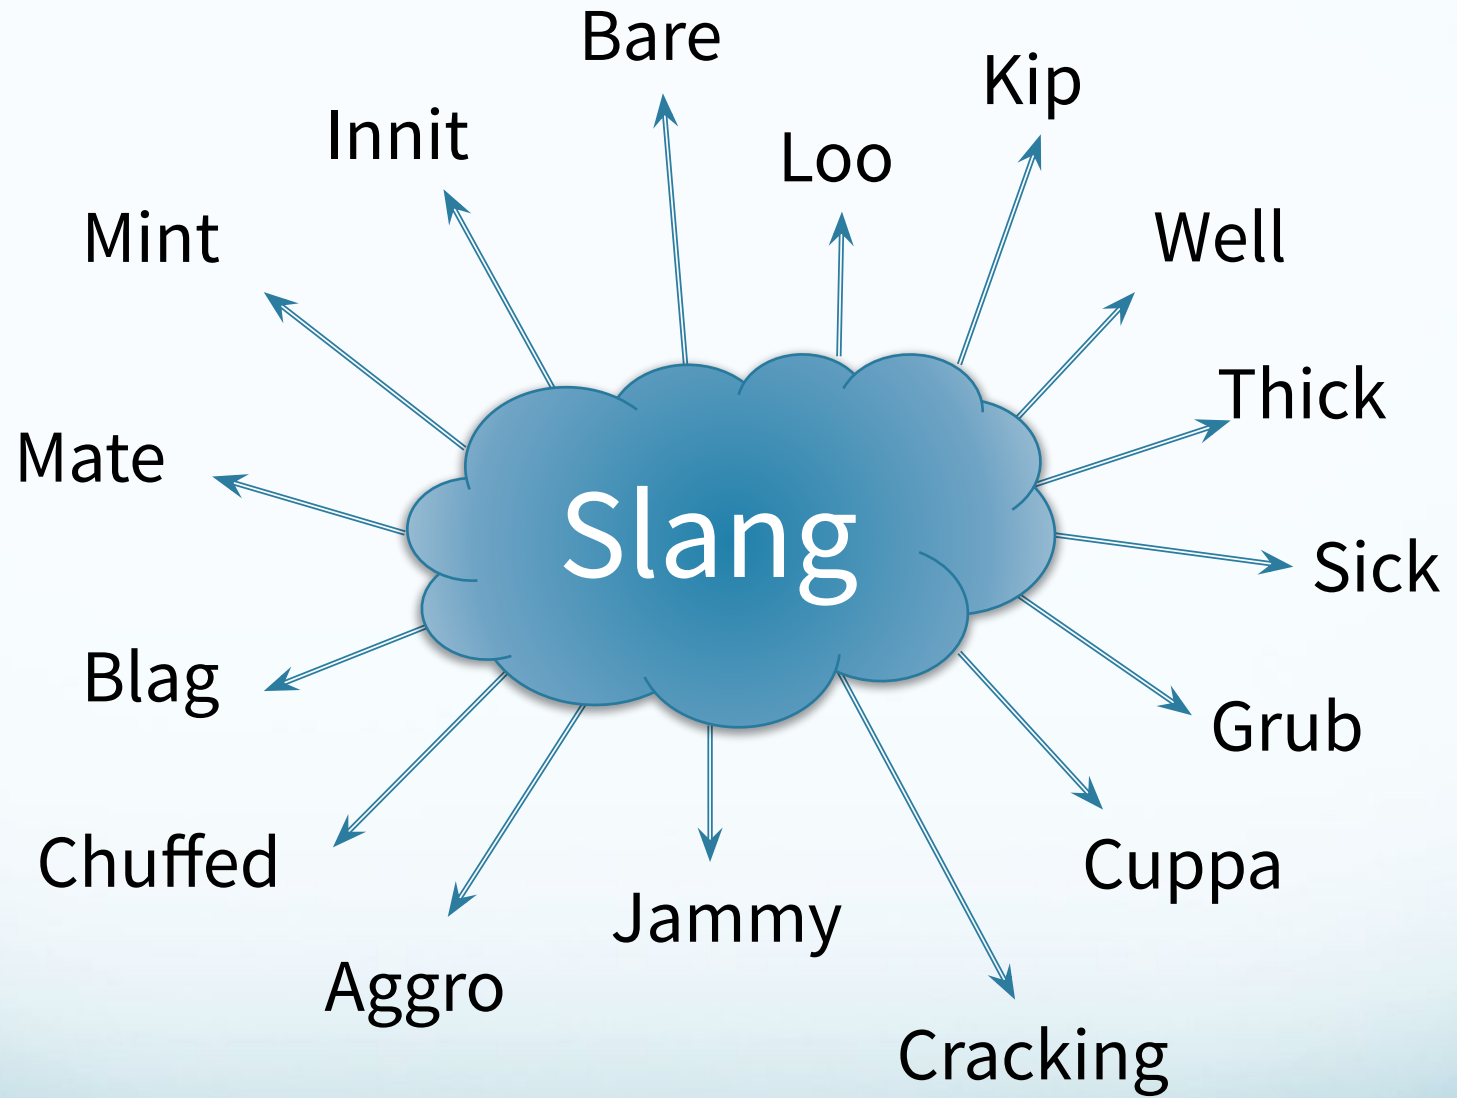 Bare
Kip
Innit
Loo
Mint
Well
Thick
Mate
Slang
Sick
Blag
Grub
Chuffed
Cuppa
Jammy
Aggro
Cracking